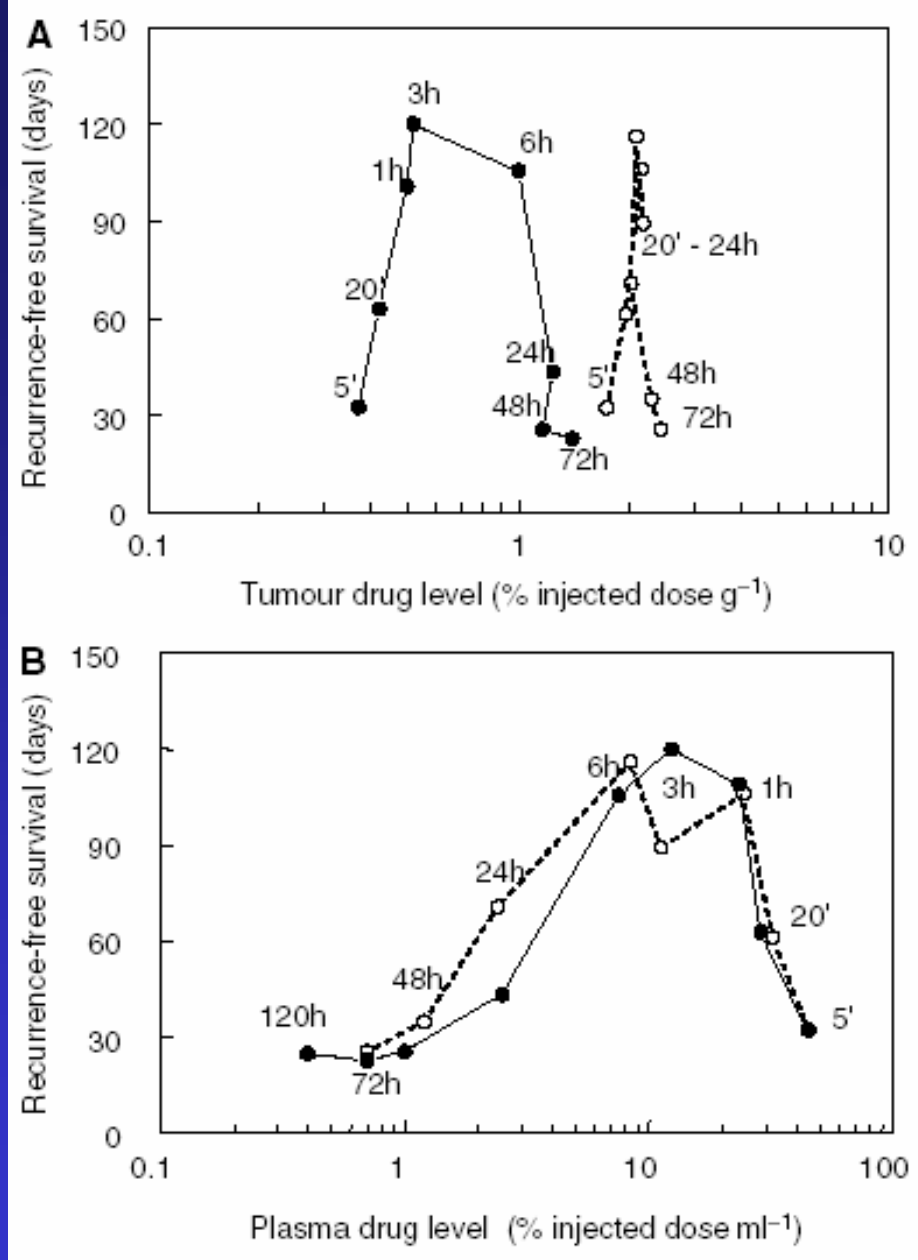 A
150
120
90
60
30
0
Recurrence-free survival (days)
3h
6h
1h
20' - 24h
20'
24h
5'
5'
48h
48h
72h
72h
0.1
1
10
Tumour drug level (% injected dose g⁻¹)
B
150
120
90
60
30
0
Recurrence-free survival (days)
6h
3h
1h
24h
20'
48h
120h
5'
72h
0.1
1
10
100
Plasma drug level (% injected dose ml⁻¹)